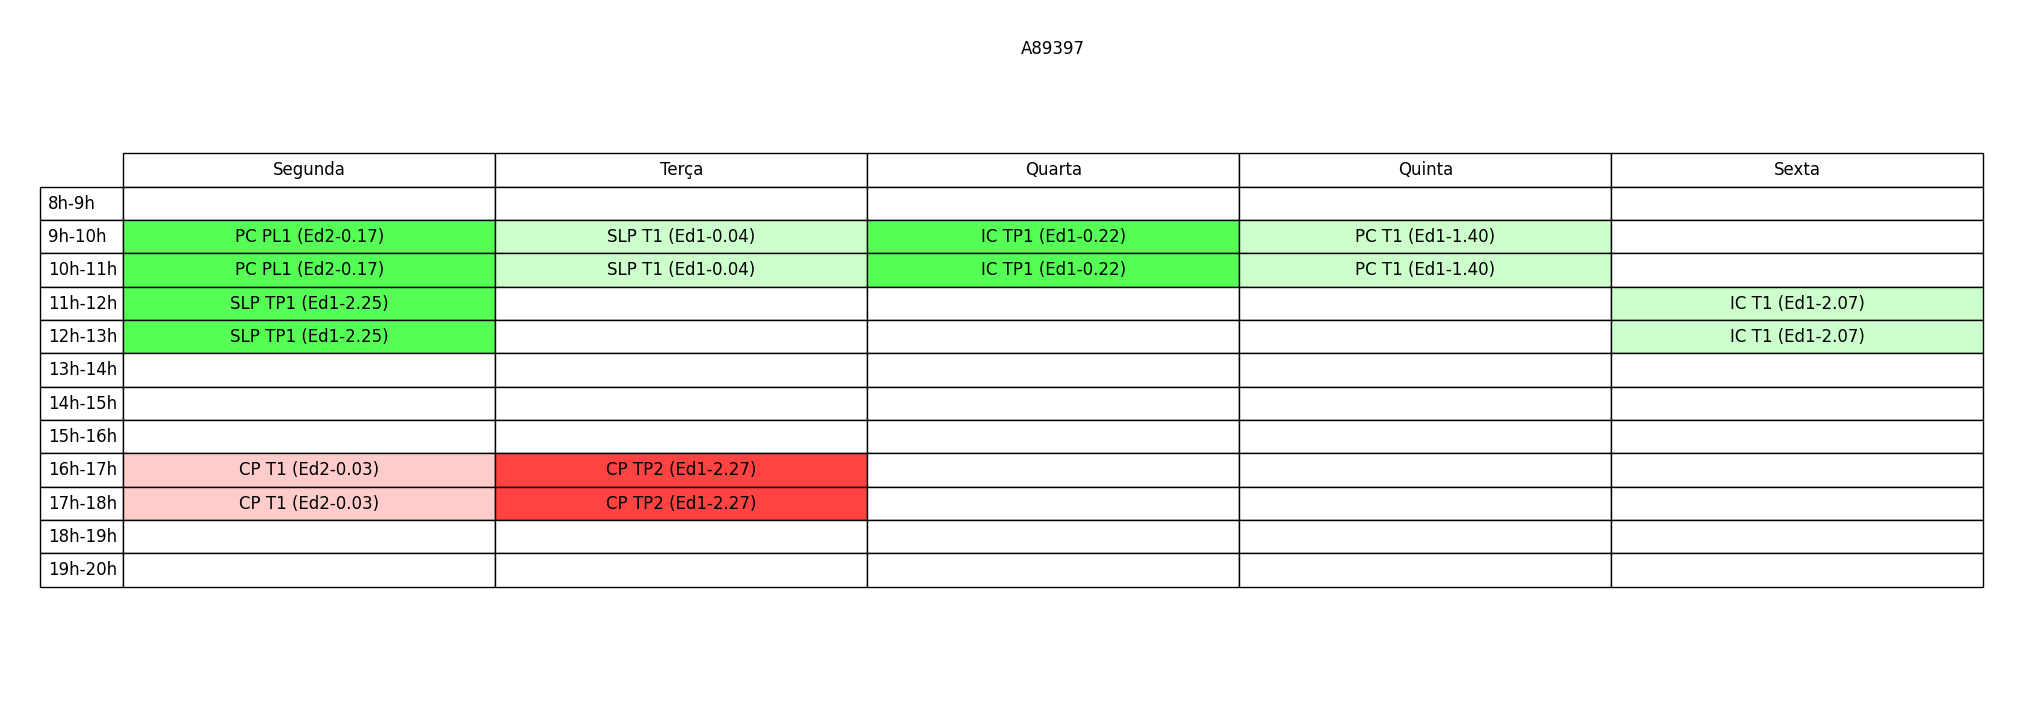 A89397
Segunda Terça Quarta Quinta Sexta
8h-9h
9h-10h PC PL1 (Ed2-0.17) SLP T1 (Ed1-0.04) IC TP1 (Ed1-0.22) PC T1 (Ed1-1.40)
10h-11h PC PL1 (Ed2-0.17) SLP T1 (Ed1-0.04) IC TP1 (Ed1-0.22) PC T1 (Ed1-1.40)
11h-12h SLP TP1 (Ed1-2.25) IC T1 (Ed1-2.07)
12h-13h SLP TP1 (Ed1-2.25) IC T1 (Ed1-2.07)
13h-14h
14h-15h
15h-16h
16h-17h CP T1 (Ed2-0.03) CP TP2 (Ed1-2.27)
17h-18h CP T1 (Ed2-0.03) CP TP2 (Ed1-2.27)
18h-19h
19h-20h